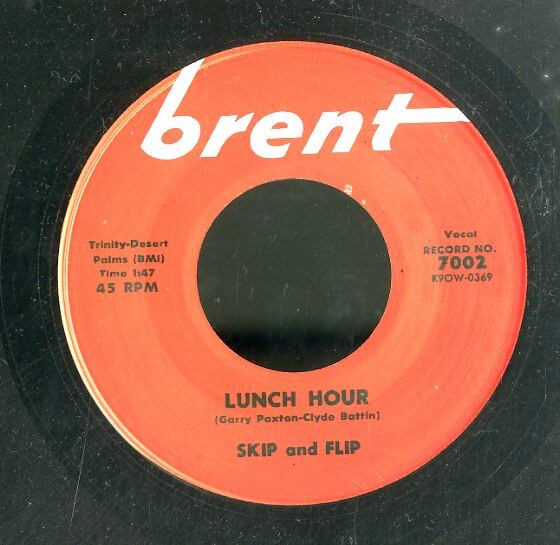 brent
Trinity-Desert
Palms (BMI)
Time 1:47
45 RPM
Vocal
RECORD NO.
7002
K9OW-0369
LUNCH HOUR
(Garry Paxton-Clyde Battin)
SKIP and FLIP